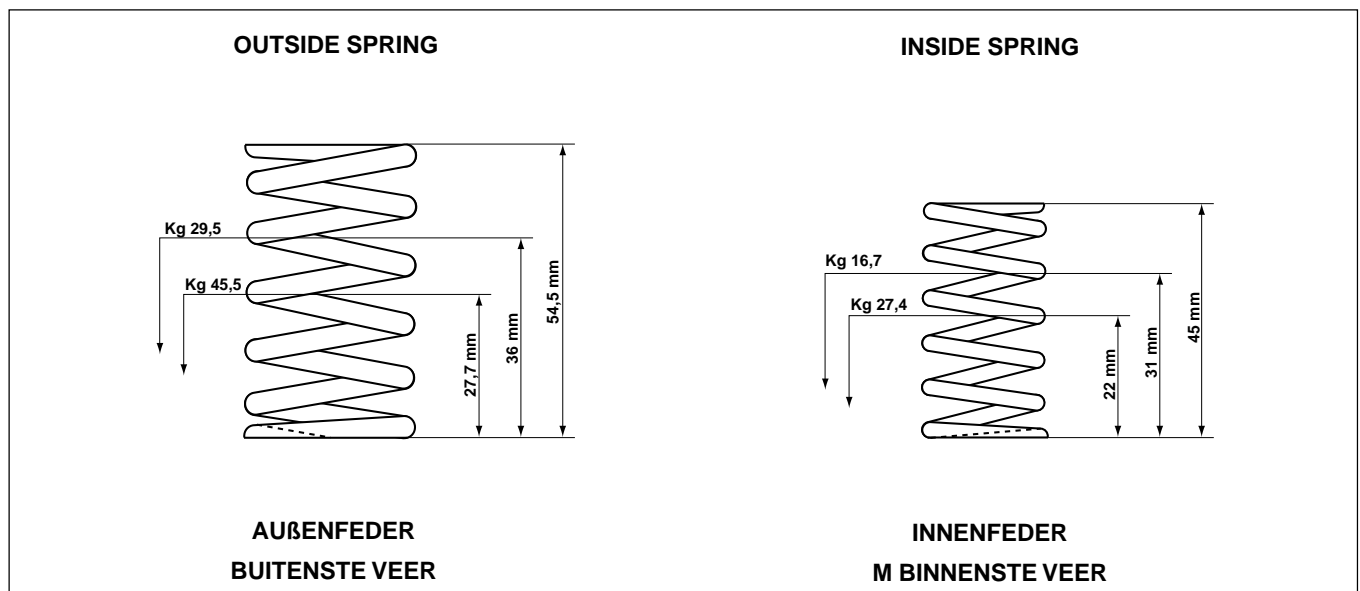 OUTSIDE SPRING
Kg 29,5
Kg 45,5
27,7 mm
36 mm
54,5 mm
AUßENFEDER
BUITENSTE VEER
INSIDE SPRING
Kg 16,7
Kg 27,4
22 mm
31 mm
45 mm
INNENFEDER
M BINNENSTE VEER